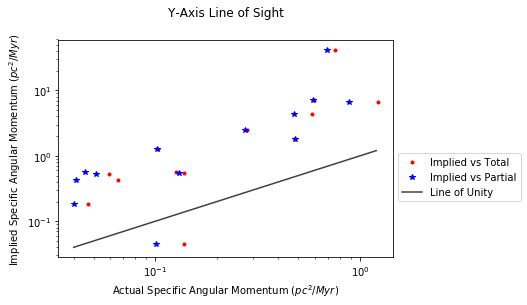 Y-Axis Line of Sight
Implied Specific Angular Momentum (pc²/Myr)
10¹
10⁰
10⁻¹
10⁻¹
10⁰
Actual Specific Angular Momentum (pc²/Myr)
Implied vs Total
Implied vs Partial
Line of Unity